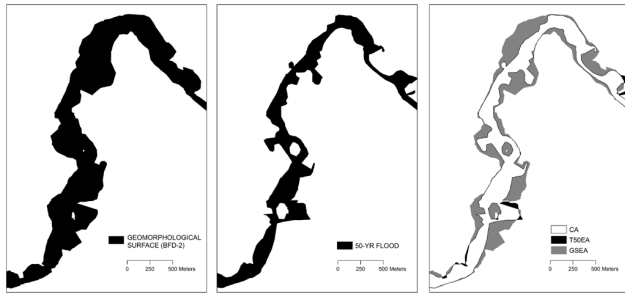 GEOMORPHOLOGICAL
SURFACE (BFD-2)
0 250 500 Meters
50-YR FLOOD
0 250 500 Meters
CA
T50EA
GSEA
0 250 500 Meters